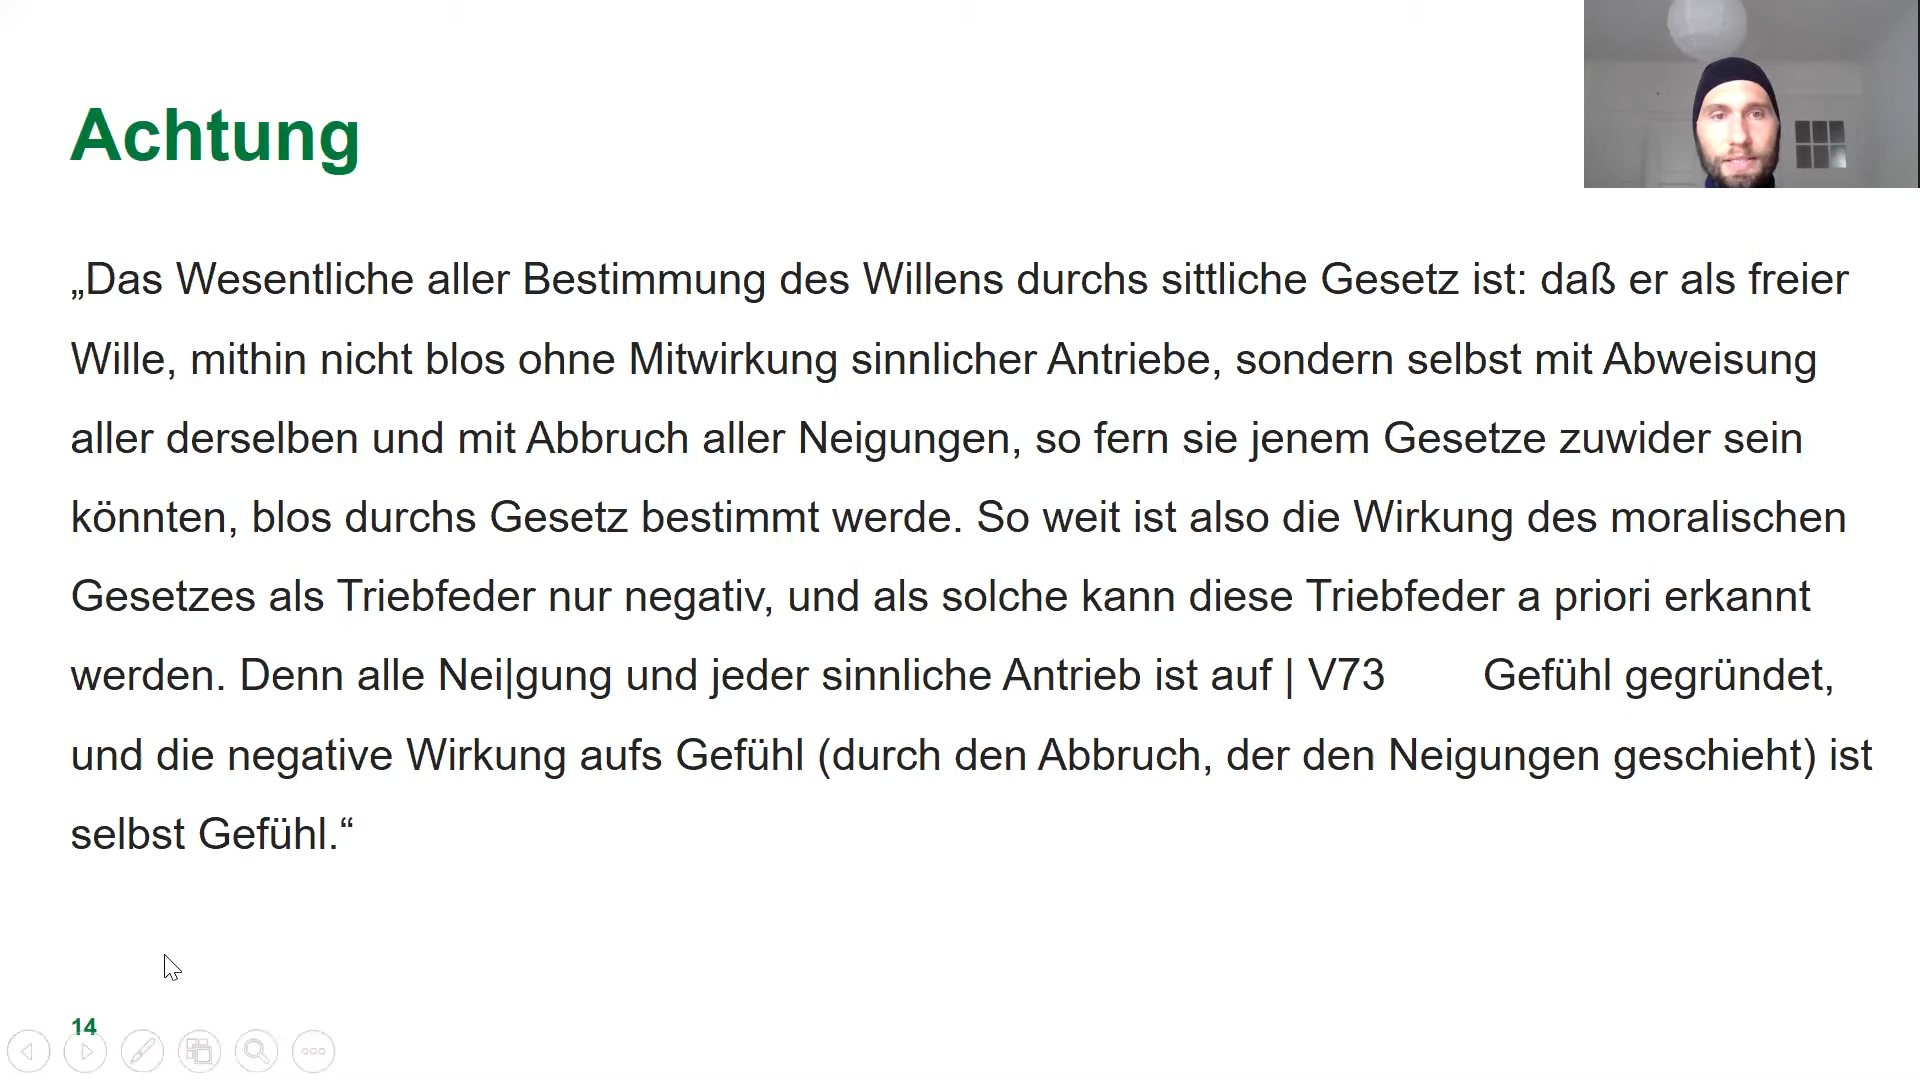 Achtung
„Das Wesentliche aller Bestimmung des Willens durchs sittliche Gesetz ist: daß er als freier
Wille, mithin nicht blos ohne Mitwirkung sinnlicher Antriebe, sondern selbst mit Abweisung
aller derselben und mit Abbruch aller Neigungen, so fern sie jenem Gesetze zuwider sein
könnten, blos durchs Gesetz bestimmt werde. So weit ist also die Wirkung des moralischen
Gesetzes als Triebfeder nur negativ, und als solche kann diese Triebfeder a priori erkannt
werden. Denn alle Nei|gung und jeder sinnliche Antrieb ist auf | V73 Gefühl gegründet,
und die negative Wirkung aufs Gefühl (durch den Abbruch, der den Neigungen geschieht) ist
selbst Gefühl.“
14